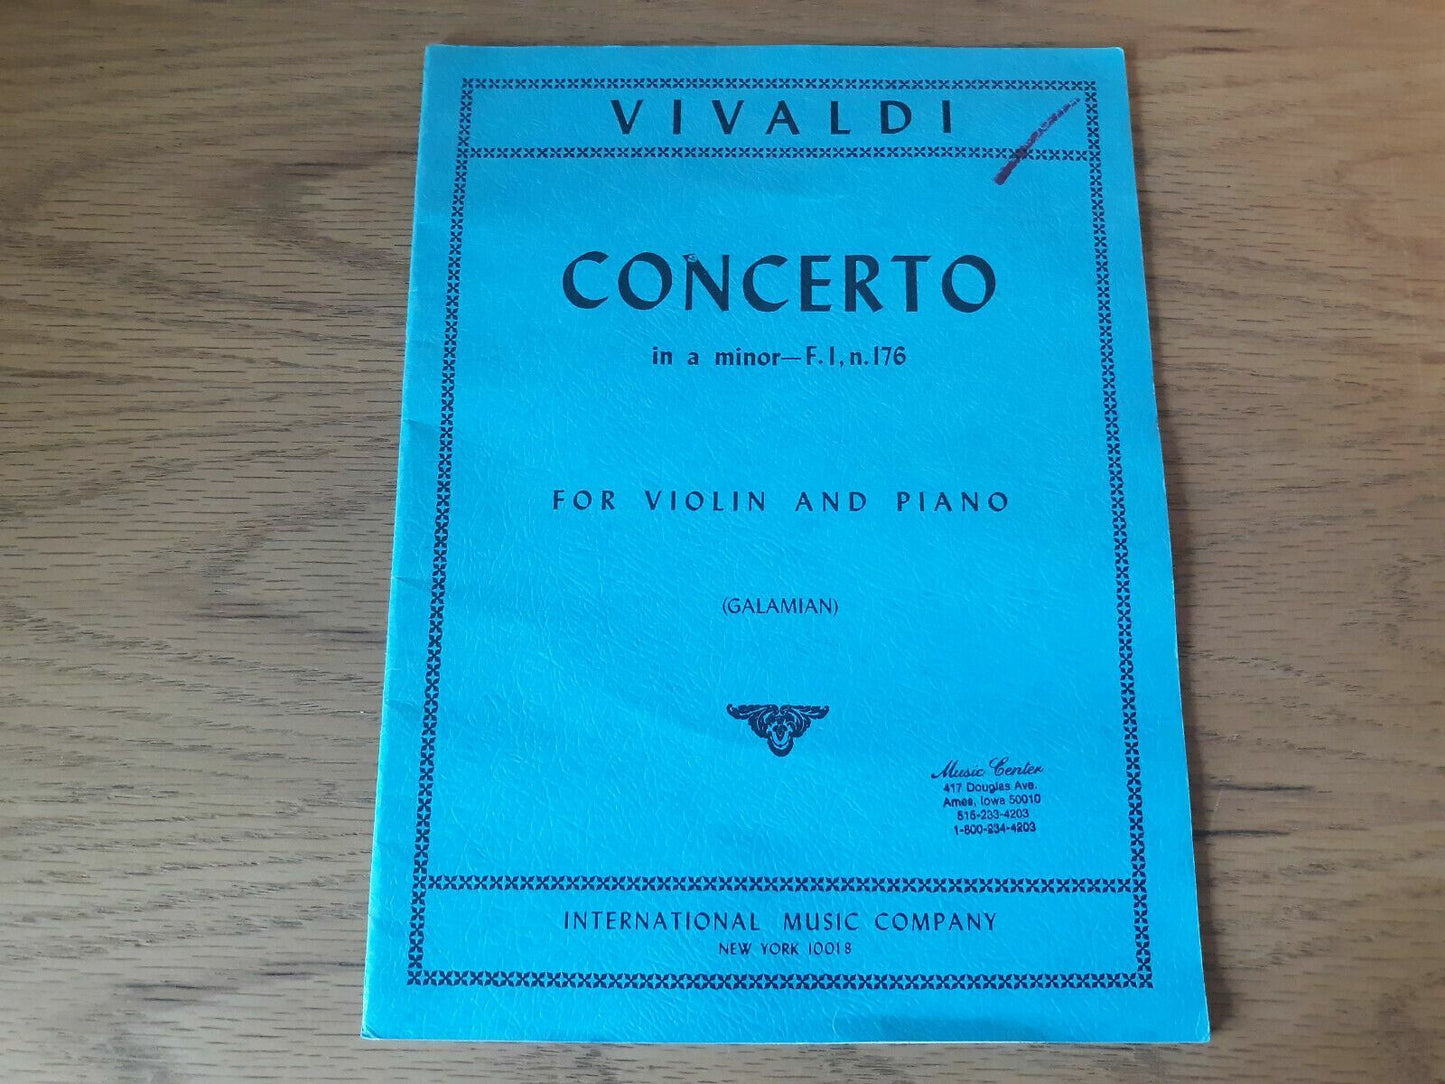 VIVALDI
CONCERTO
in a minor—F.I, n.176
FOR VIOLIN AND PIANO
(GALAMIAN)
Music Center
417 Douglas Ave.
Ames, Iowa 50010
515-233-4203
1-800-234-4203
INTERNATIONAL MUSIC COMPANY
NEW YORK 10018